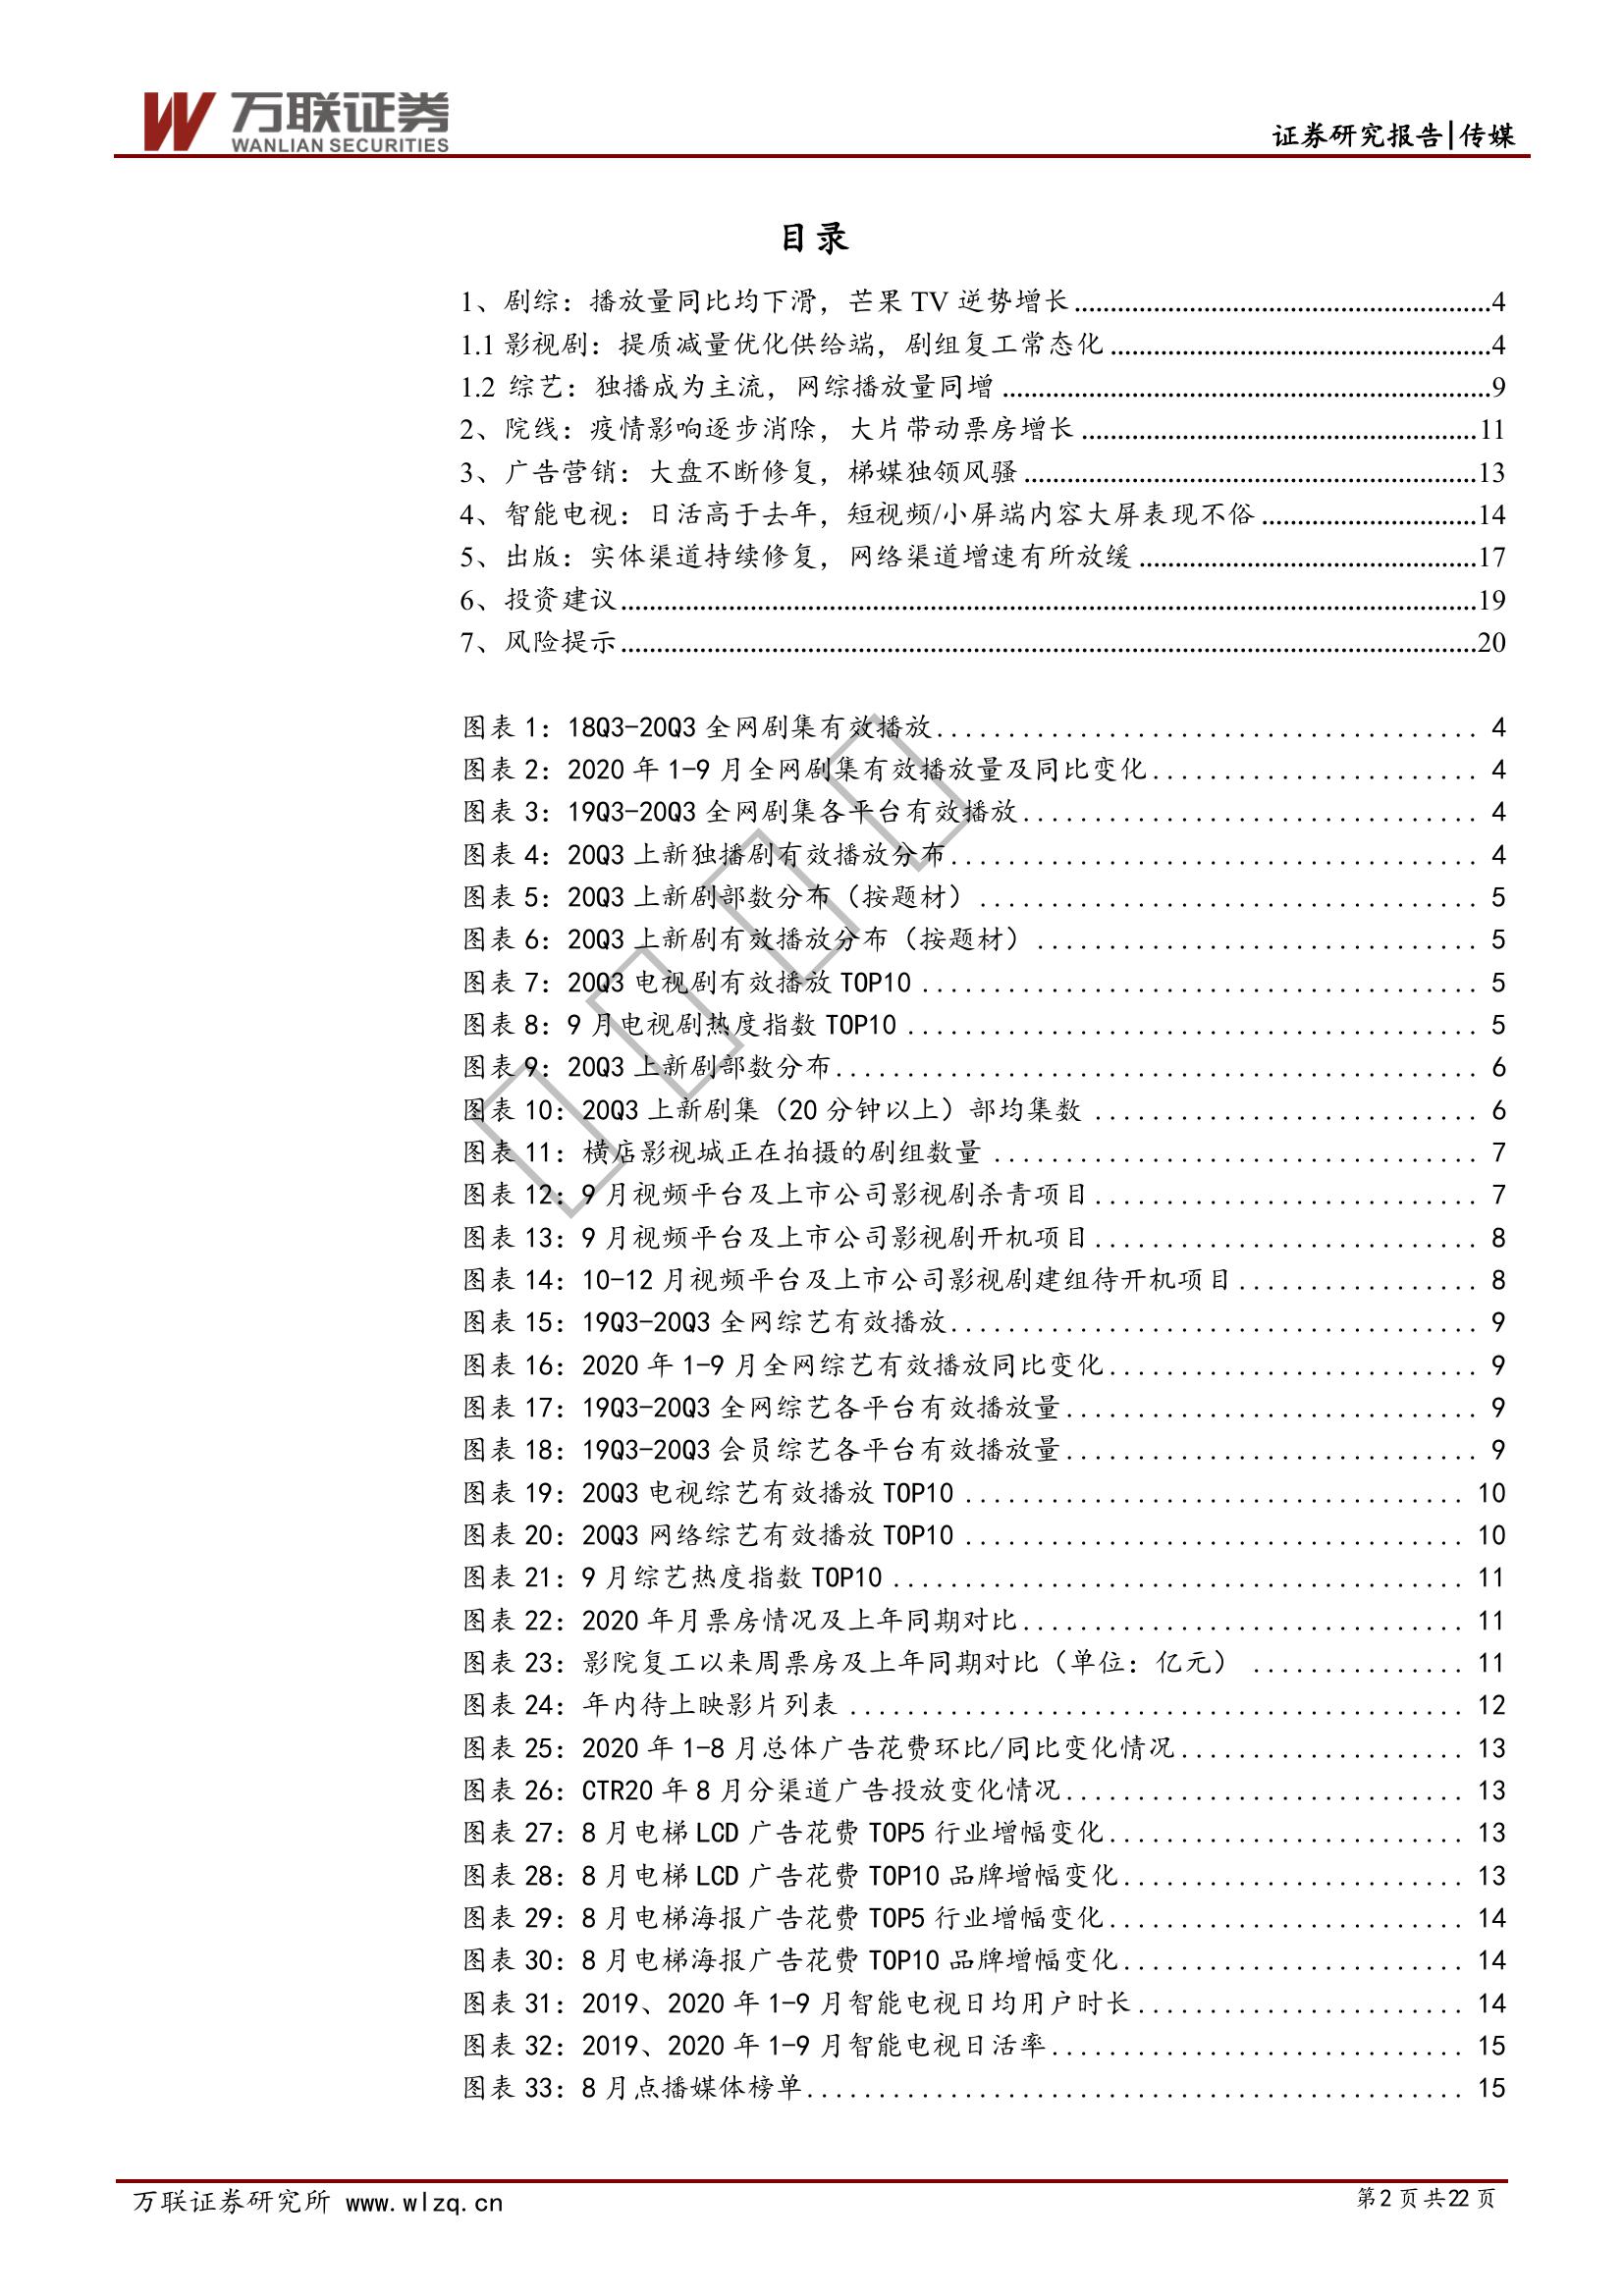 万联证券
WANLIAN SECURITIES
证券研究报告|传媒
目录
1、剧综：播放量同比均下滑，芒果 TV 逆势增长..........4
1.1 影视剧：提质减量优化供给端，剧组复工常态化..........4
1.2 综艺：独播成为主流，网综播放量同增..........9
2、院线：疫情影响逐步消除，大片带动票房增长..........11
3、广告营销：大盘不断修复，梯媒独领风骚..........13
4、智能电视：日活高于去年，短视频/小屏端内容大屏表现不俗..........14
5、出版：实体渠道持续修复，网络渠道增速有所放缓..........17
6、投资建议..........19
7、风险提示..........20
图表 1：18Q3-20Q3 全网剧集有效播放.......... 4
图表 2：2020 年 1-9 月全网剧集有效播放量及同比变化.......... 4
图表 3：19Q3-20Q3 全网剧集各平台有效播放.......... 4
图表 4：20Q3 上新独播剧有效播放分布.......... 4
图表 5：20Q3 上新剧部数分布（按题材）.......... 5
图表 6：20Q3 上新剧有效播放分布（按题材）.......... 5
图表 7：20Q3 电视剧有效播放 TOP10.......... 5
图表 8：9 月电视剧热度指数 TOP10.......... 5
图表 9：20Q3 上新剧部数分布.......... 6
图表 10：20Q3 上新剧集（20 分钟以上）部均集数.......... 6
图表 11：横店影视城正在拍摄的剧组数量.......... 7
图表 12：9 月视频平台及上市公司影视剧杀青项目.......... 7
图表 13：9 月视频平台及上市公司影视剧开机项目.......... 8
图表 14：10-12 月视频平台及上市公司影视剧建组待开机项目.......... 8
图表 15：19Q3-20Q3 全网综艺有效播放.......... 9
图表 16：2020 年 1-9 月全网综艺有效播放同比变化.......... 9
图表 17：19Q3-20Q3 全网综艺各平台有效播放量.......... 9
图表 18：19Q3-20Q3 会员综艺各平台有效播放量.......... 9
图表 19：20Q3 电视综艺有效播放 TOP10.......... 10
图表 20：20Q3 网络综艺有效播放 TOP10.......... 10
图表 21：9 月综艺热度指数 TOP10.......... 11
图表 22：2020 年月票房情况及上年同期对比.......... 11
图表 23：影院复工以来周票房及上年同期对比（单位：亿元）.......... 11
图表 24：年内待上映影片列表.......... 12
图表 25：2020 年 1-8 月总体广告花费环比/同比变化情况.......... 13
图表 26：CTR20 年 8 月分渠道广告投放变化情况.......... 13
图表 27：8 月电梯 LCD 广告花费 TOP5 行业增幅变化.......... 13
图表 28：8 月电梯 LCD 广告花费 TOP10 品牌增幅变化.......... 13
图表 29：8 月电梯海报广告花费 TOP5 行业增幅变化.......... 14
图表 30：8 月电梯海报广告花费 TOP10 品牌增幅变化.......... 14
图表 31：2019、2020 年 1-9 月智能电视日均用户时长.......... 14
图表 32：2019、2020 年 1-9 月智能电视日活率.......... 15
图表 33：8 月点播媒体榜单.......... 15
万联证券研究所 www.wlzq.cn
第 2 页 共 22 页